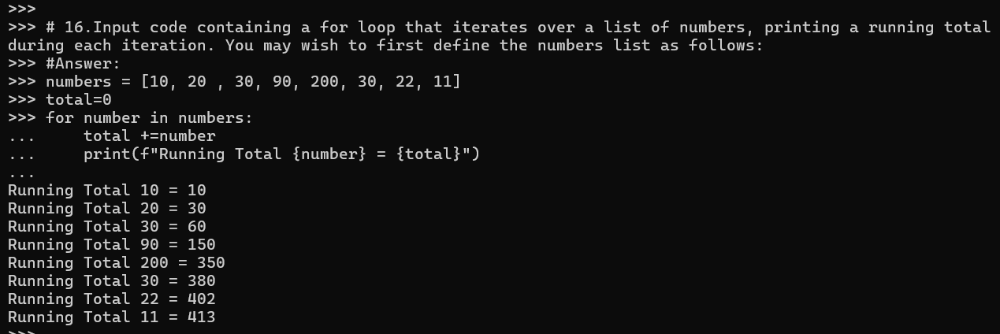 >>>
>>> # 16.Input code containing a for loop that iterates over a list of numbers, printing a running total
during each iteration. You may wish to first define the numbers list as follows:
>>> #Answer:
>>> numbers = [10, 20 , 30, 90, 200, 30, 22, 11]
>>> total=0
>>> for number in numbers:
...     total +=number
...     print(f"Running Total {number} = {total}")
...
Running Total 10 = 10
Running Total 20 = 30
Running Total 30 = 60
Running Total 90 = 150
Running Total 200 = 350
Running Total 30 = 380
Running Total 22 = 402
Running Total 11 = 413
>>>